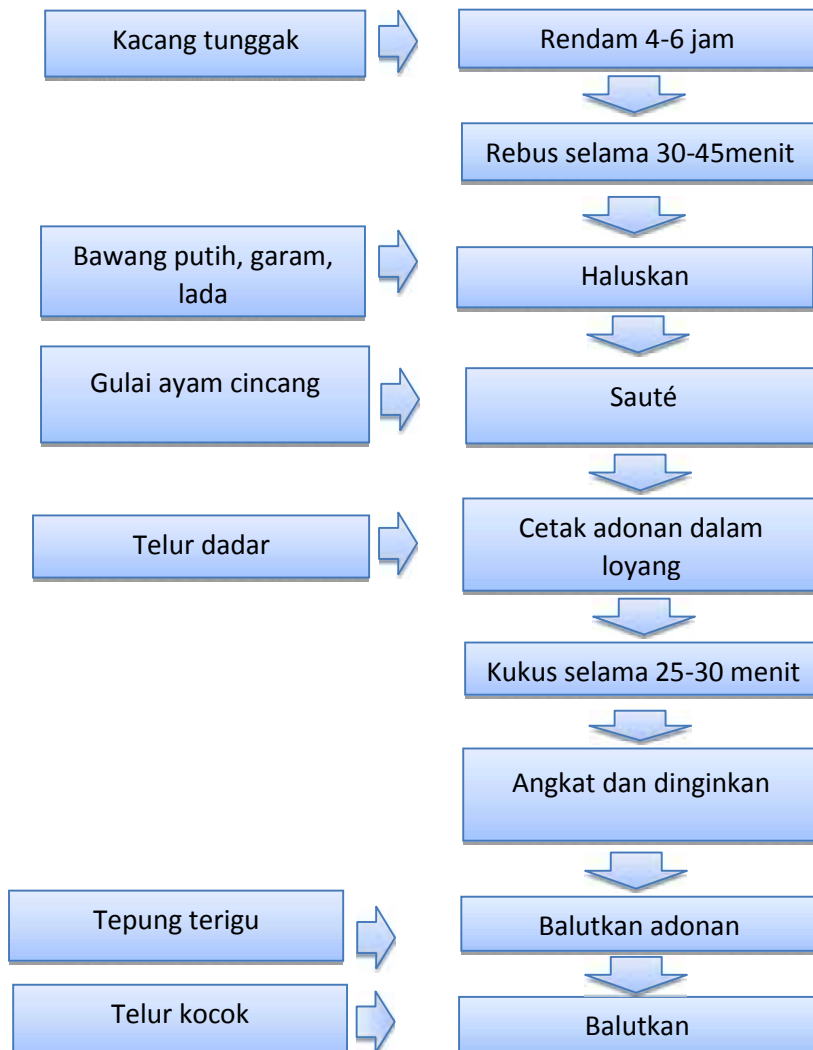 Kacang tunggak
Rendam 4-6 jam
Rebus selama 30-45menit
Bawang putih, garam,
lada
Haluskan
Gulai ayam cincang
Sauté
Telur dadar
Cetak adonan dalam
loyang
Kukus selama 25-30 menit
Angkat dan dinginkan
Tepung terigu
Balutkan adonan
Telur kocok
Balutkan